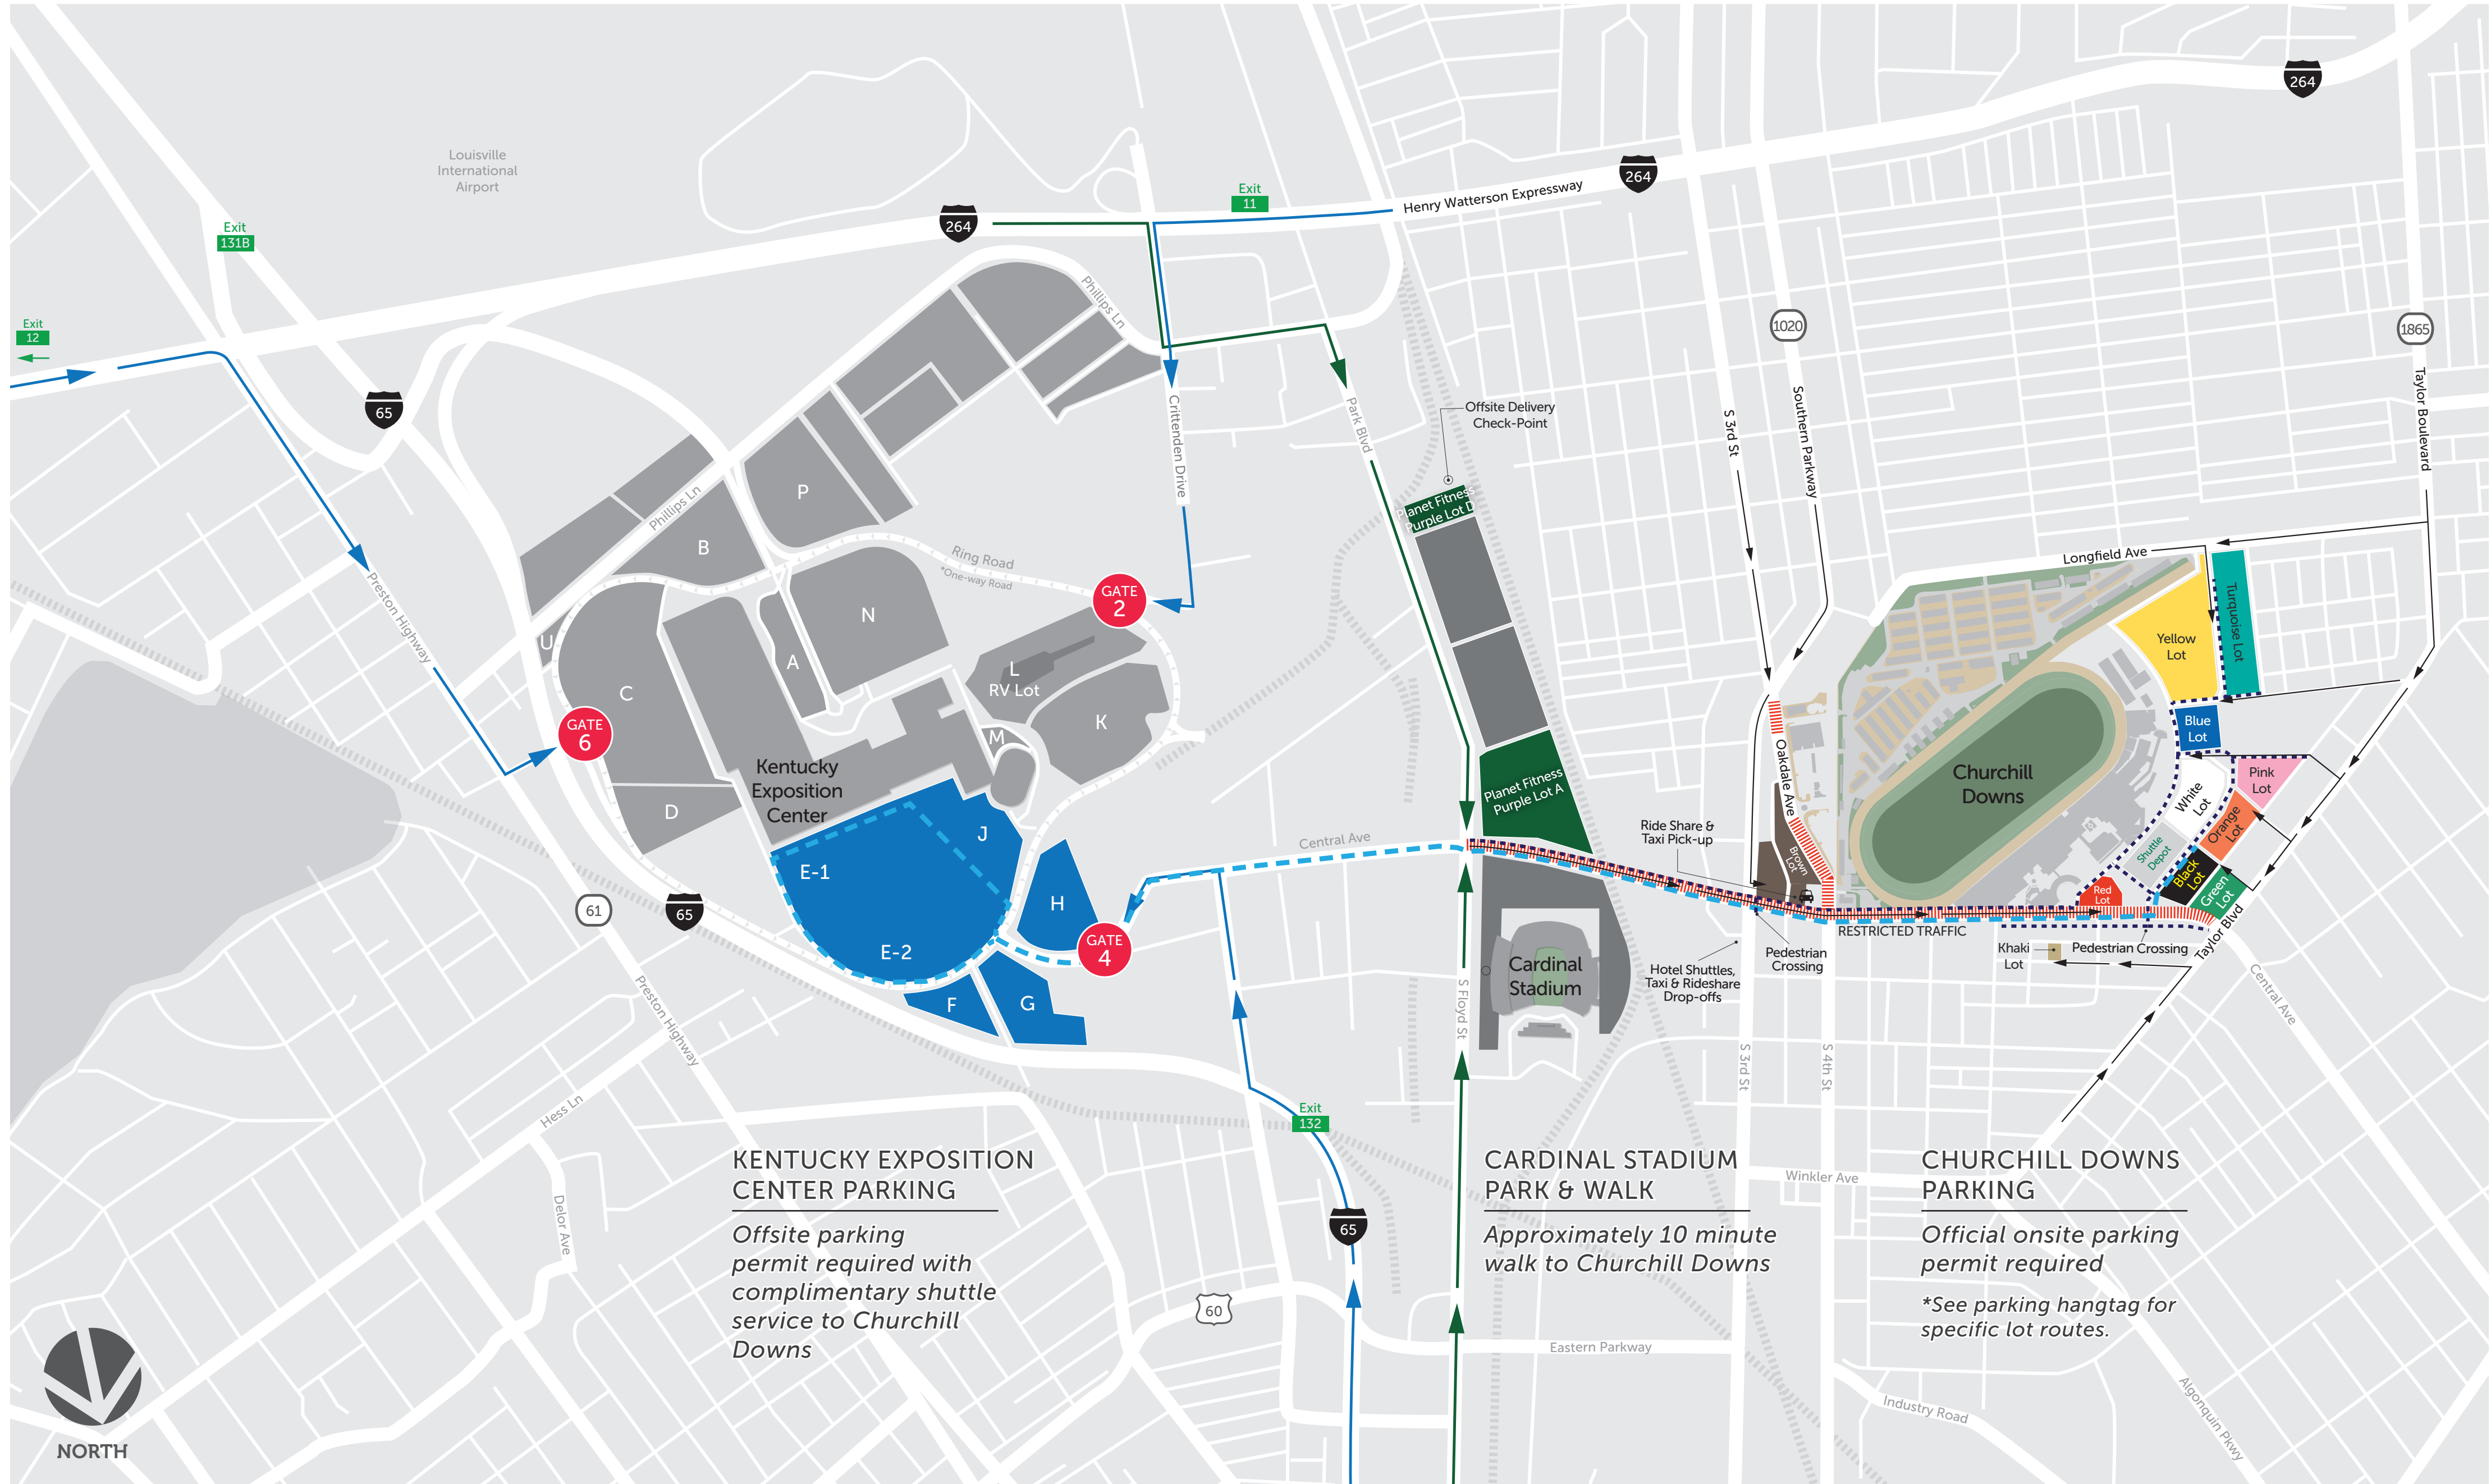 264
Louisville
International
Airport
264
Exit
11
Henry Watterson Expressway
Exit
131B
264
Phillips Ln
Exit
12
1020
1865
65
Taylor Boulevard
Crittenden Drive
Park Blvd
Offsite Delivery
Check-Point
S 3rd St
Southern Parkway
P
Planet Fitness
Purple Lot D
Phillips Ln
B
Ring Road
*One-way Road
Longfield Ave
Preston Highway
GATE
2
N
Turquoise Lot
Yellow
Lot
U
A
L
RV Lot
C
GATE
6
K
M
Blue
Lot
Oakdale Ave
Kentucky
Exposition
Center
Churchill
Downs
Pink
Lot
Planet Fitness
Purple Lot A
White
Lot
D
J
Central Ave
Ride Share &
Taxi Pick-up
Orange
Lot
Brown
Lot
Shuttle
Depot
Black
Lot
E-1
Green
Lot
Red
Lot
H
61
65
GATE
4
RESTRICTED TRAFFIC
E-2
Cardinal
Stadium
Pedestrian
Crossing
Khaki
Lot
Pedestrian Crossing
Taylor Blvd
Hotel Shuttles,
Taxi & Rideshare
Drop-offs
F
G
S Floyd St
Central Ave
Preston Highway
S 3rd St
S 4th St
Hess Ln
Exit
132
KENTUCKY EXPOSITION
CENTER PARKING
Offsite parking
permit required with
complimentary shuttle
service to Churchill
Downs
CARDINAL STADIUM
PARK & WALK
Approximately 10 minute
walk to Churchill Downs
Winkler Ave
CHURCHILL DOWNS
PARKING
Official onsite parking
permit required
*See parking hangtag for
specific lot routes.
Delor Ave
65
60
Eastern Parkway
Industry Road
Algonquin Pkwy
NORTH